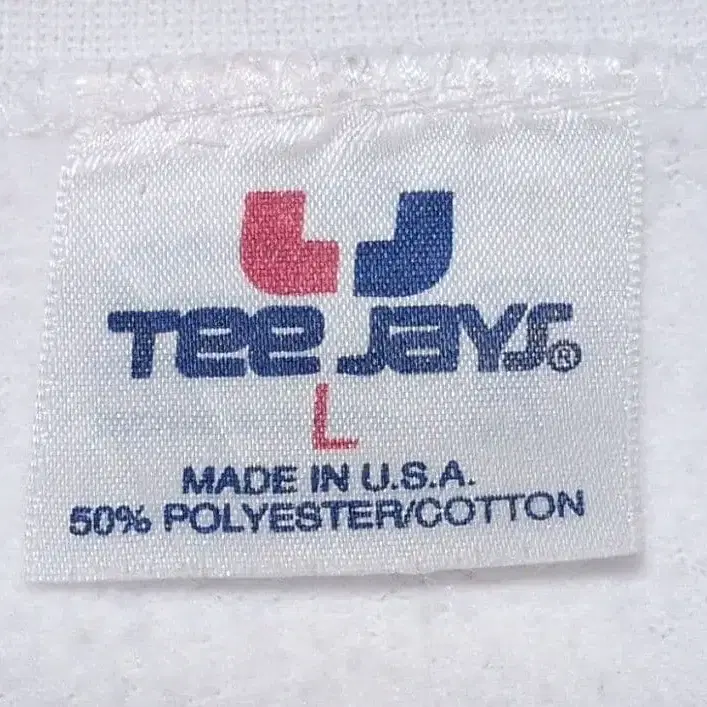 TEE JAYS®
L
MADE IN U.S.A.
50% POLYESTER/COTTON